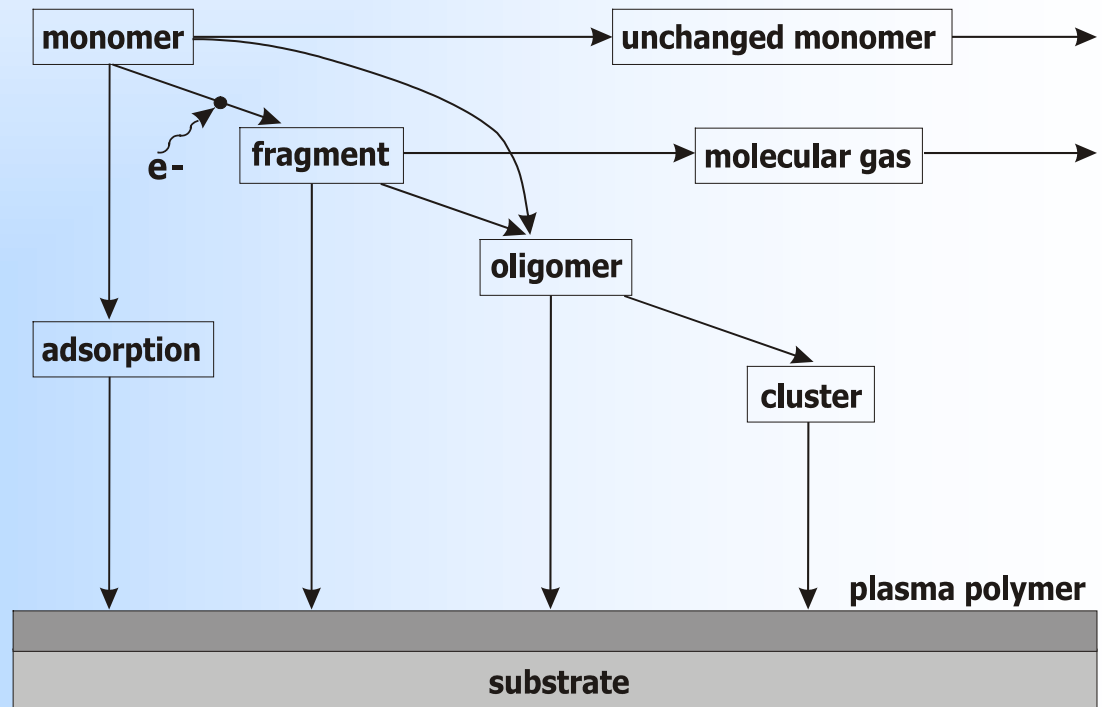 monomer
unchanged monomer
e-
fragment
molecular gas
oligomer
adsorption
cluster
plasma polymer
substrate